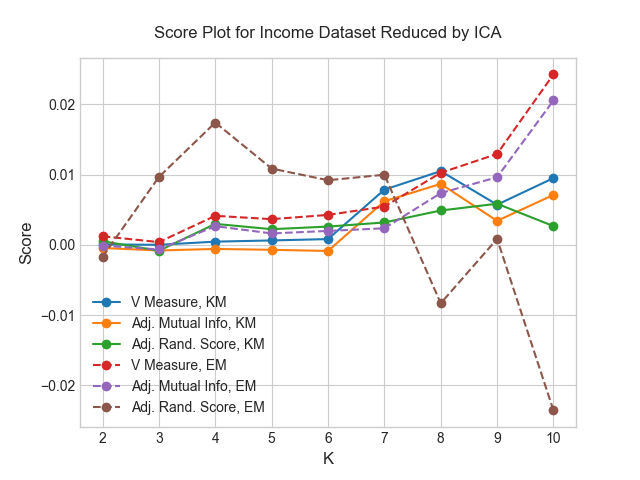 Score Plot for Income Dataset Reduced by ICA
Score
0.02
0.01
0.00
−0.01
−0.02
V Measure, KM
Adj. Mutual Info, KM
Adj. Rand. Score, KM
V Measure, EM
Adj. Mutual Info, EM
Adj. Rand. Score, EM
2 3 4 5 6 7 8 9 10
K